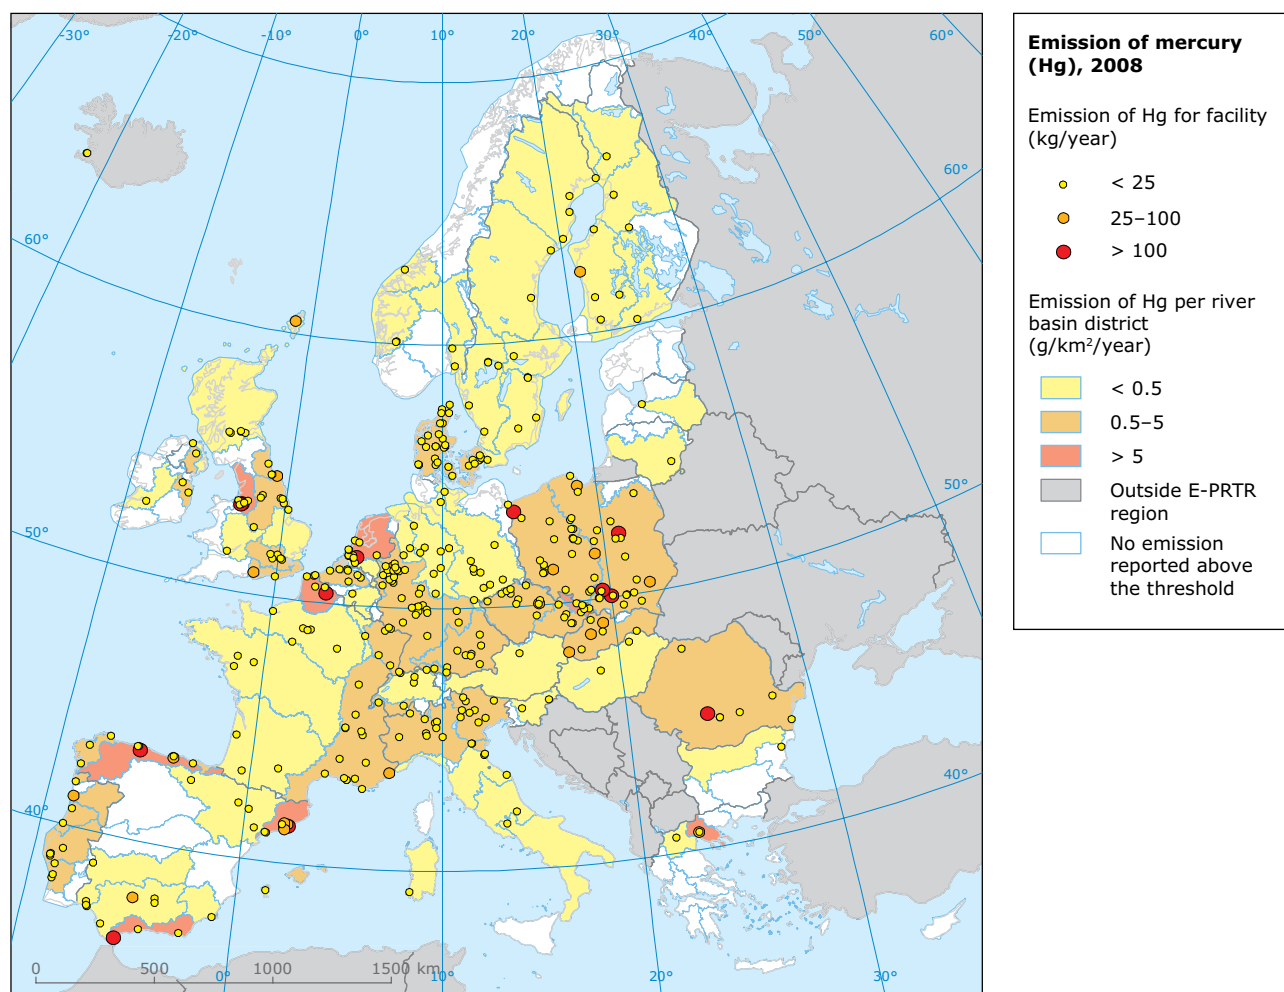 -30°
-20°
-10°
0°
10°
20°
30°
40°
50°
60°
60°
60°
50°
50°
40°
40°
0
500
1000
1500 km
0°
10°
20°
30°
Emission of mercury
(Hg), 2008
Emission of Hg for facility
(kg/year)
< 25
25–100
> 100
Emission of Hg per river
basin district
(g/km²/year)
< 0.5
0.5–5
> 5
Outside E-PRTR
region
No emission
reported above
the threshold